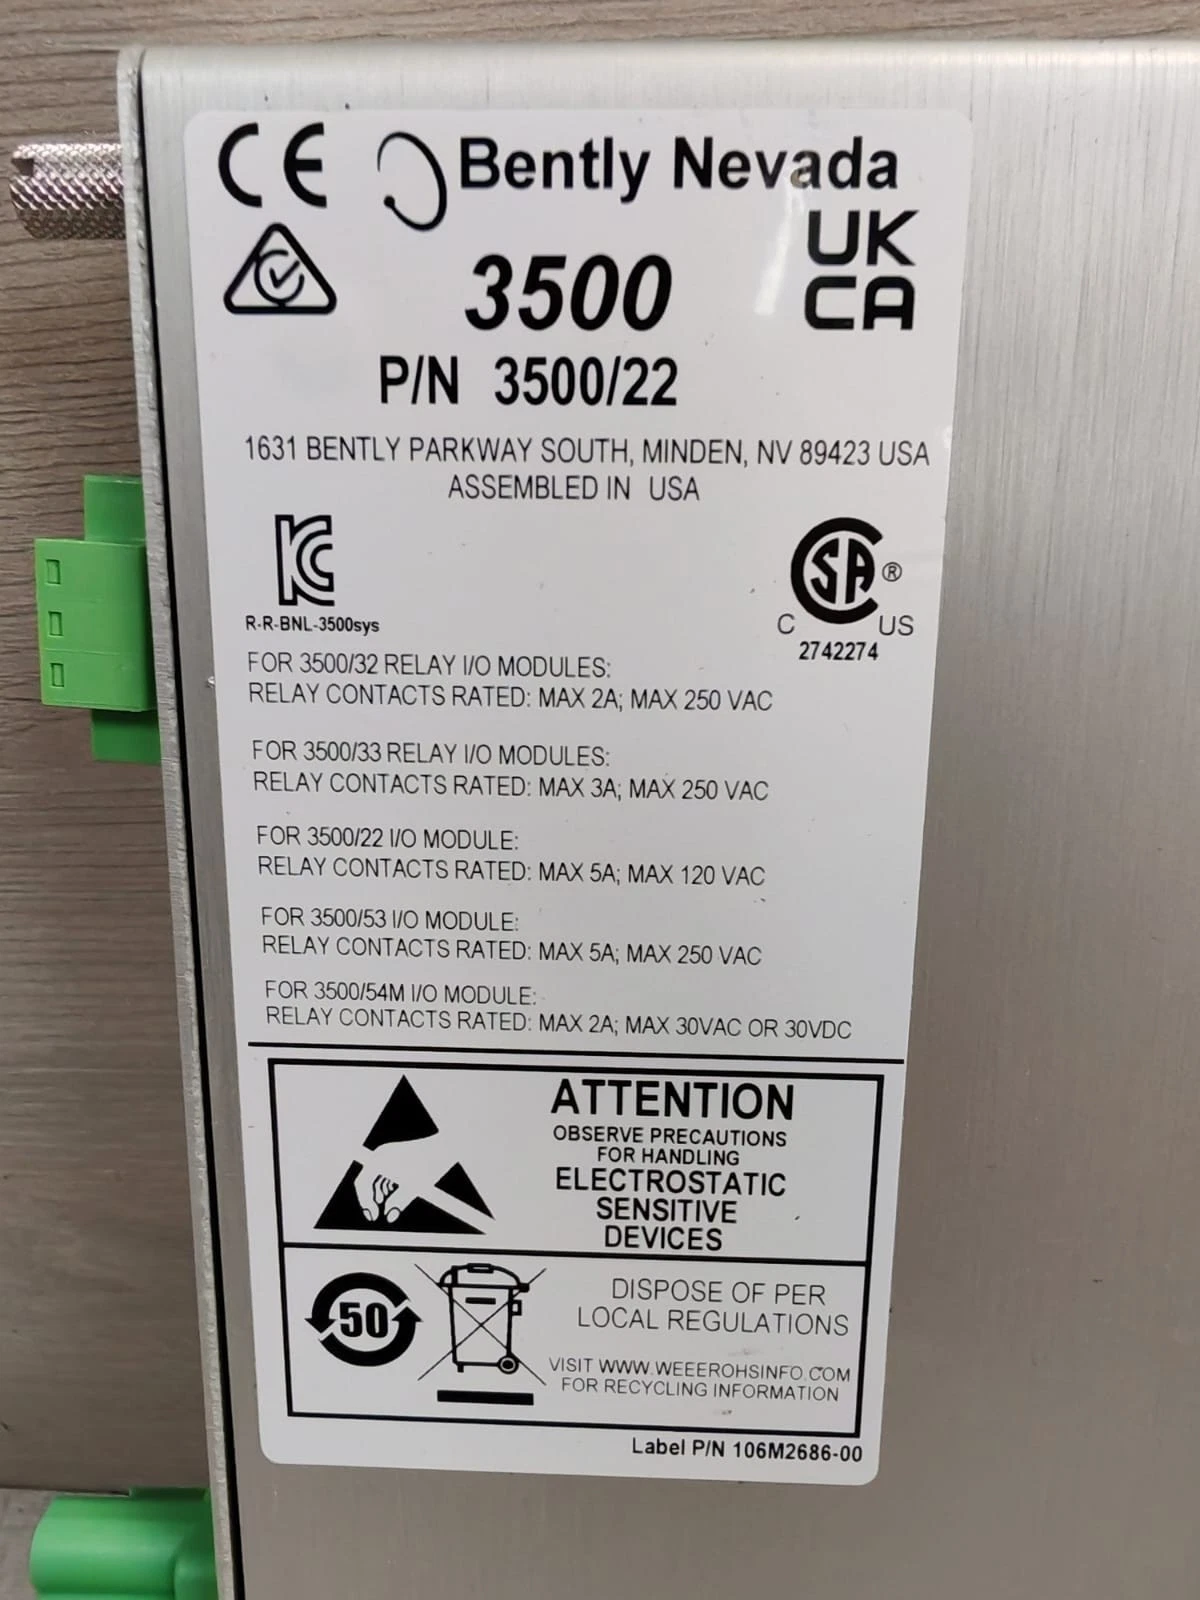 CE Bently Nevada
UK
CA
3500
P/N 3500/22
1631 BENTLY PARKWAY SOUTH, MINDEN, NV 89423 USA
ASSEMBLED IN USA
KC
R-R-BNL-3500sys
CSA ®
C US
2742274
FOR 3500/32 RELAY I/O MODULES:
RELAY CONTACTS RATED: MAX 2A; MAX 250 VAC
FOR 3500/33 RELAY I/O MODULES:
RELAY CONTACTS RATED: MAX 3A; MAX 250 VAC
FOR 3500/22 I/O MODULE:
RELAY CONTACTS RATED: MAX 5A; MAX 120 VAC
FOR 3500/53 I/O MODULE:
RELAY CONTACTS RATED: MAX 5A; MAX 250 VAC
FOR 3500/54M I/O MODULE:
RELAY CONTACTS RATED: MAX 2A; MAX 30VAC OR 30VDC
ATTENTION
OBSERVE PRECAUTIONS
FOR HANDLING
ELECTROSTATIC
SENSITIVE
DEVICES
50
DISPOSE OF PER
LOCAL REGULATIONS
VISIT WWW.WEEEROHSINFO.COM
FOR RECYCLING INFORMATION
Label P/N 106M2686-00